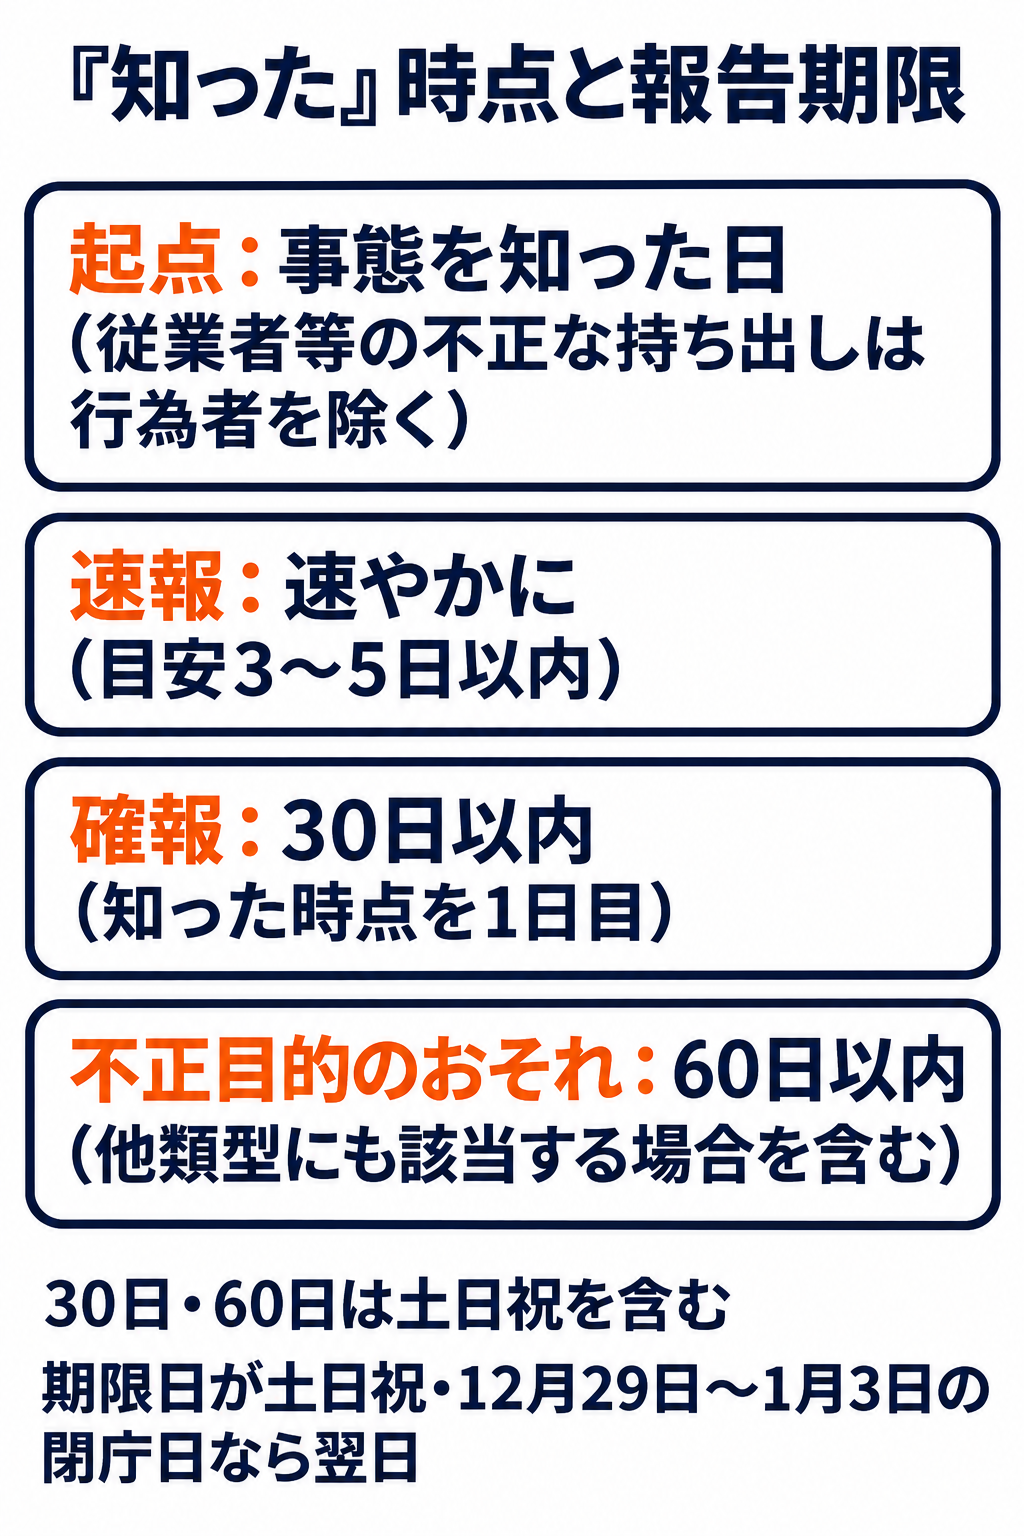 『知った』時点と報告期限
起点：事態を知った日
（従業者等の不正な持ち出しは
行為者を除く）
速報：速やかに
（目安3〜5日以内）
確報：30日以内
（知った時点を1日目）
不正目的のおそれ：60日以内
（他類型にも該当する場合を含む）
30日・60日は土日祝を含む
期限日が土日祝・12月29日〜1月3日の
閉庁日なら翌日